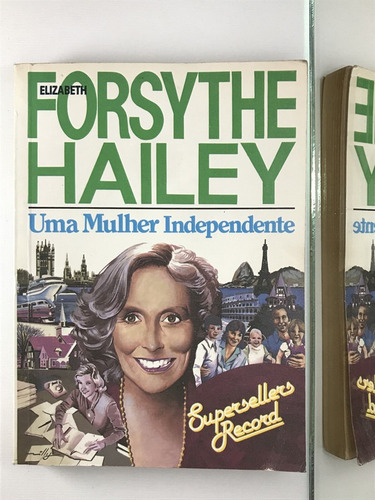 ELIZABETH
FORSYTHE
HAILEY
Uma Mulher Independente
Supersellers
Record